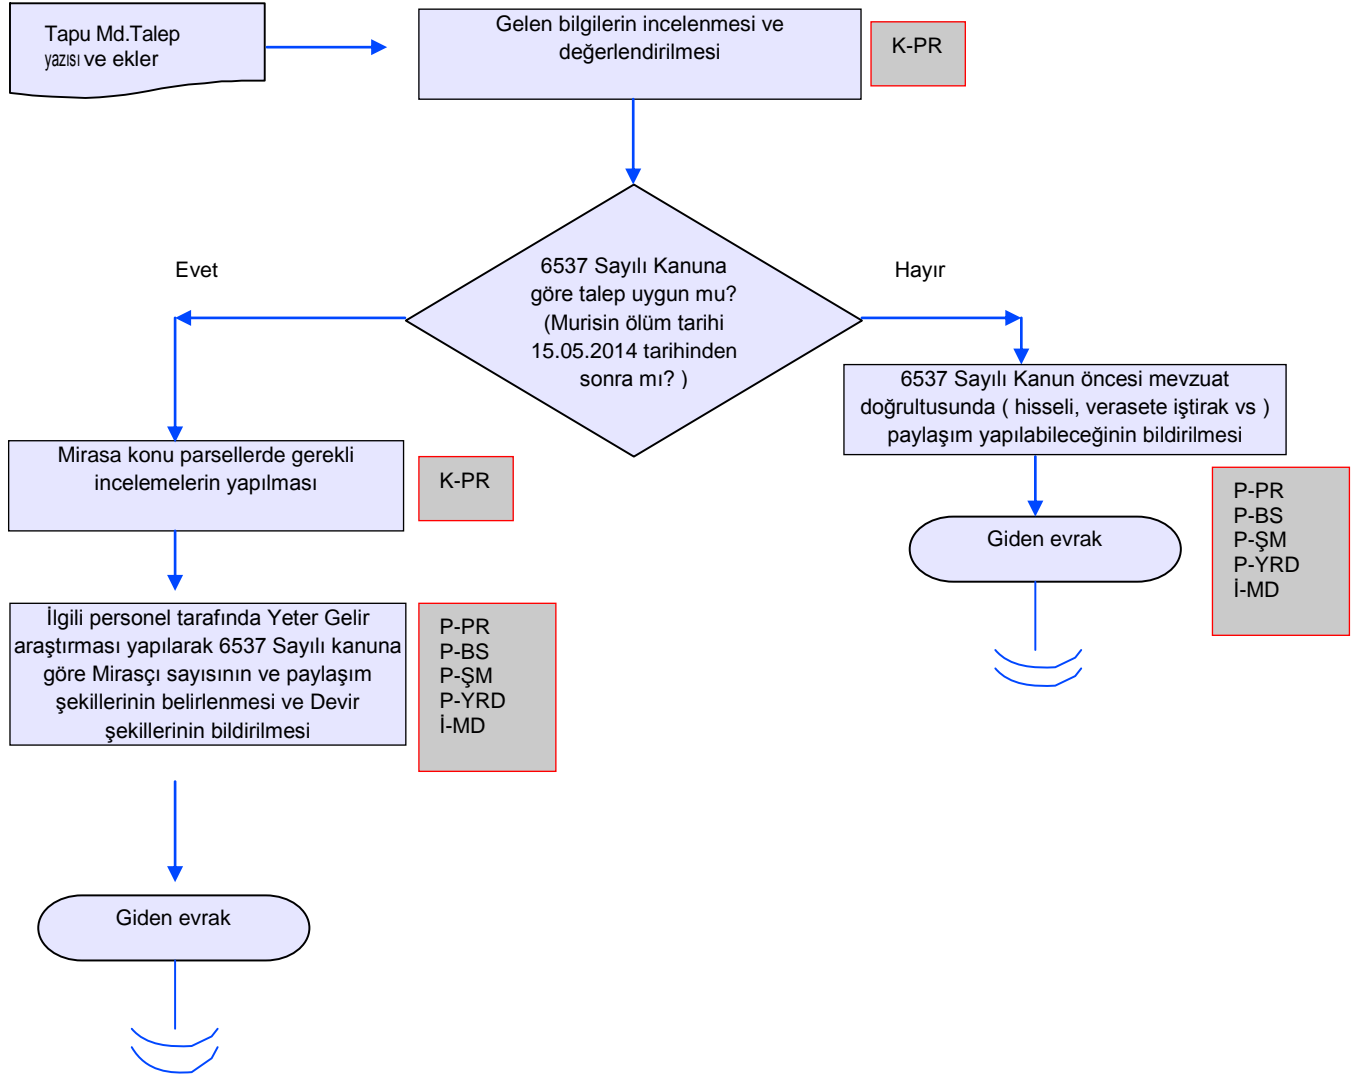 Tapu Md.Talep
yazısı ve ekler
Gelen bilgilerin incelenmesi ve
değerlendirilmesi
K-PR
6537 Sayılı Kanuna
göre talep uygun mu?
(Murisin ölüm tarihi
15.05.2014 tarihinden
sonra mı? )
Evet
Hayır
6537 Sayılı Kanun öncesi mevzuat
doğrultusunda ( hisseli, verasete iştirak vs )
paylaşım yapılabileceğinin bildirilmesi
Mirasa konu parsellerde gerekli
incelemelerin yapılması
K-PR
P-PR
P-BS
P-ŞM
P-YRD
İ-MD
Giden evrak
İlgili personel tarafında Yeter Gelir
araştırması yapılarak 6537 Sayılı kanuna
göre Mirasçı sayısının ve paylaşım
şekillerinin belirlenmesi ve Devir
şekillerinin bildirilmesi
P-PR
P-BS
P-ŞM
P-YRD
İ-MD
Giden evrak